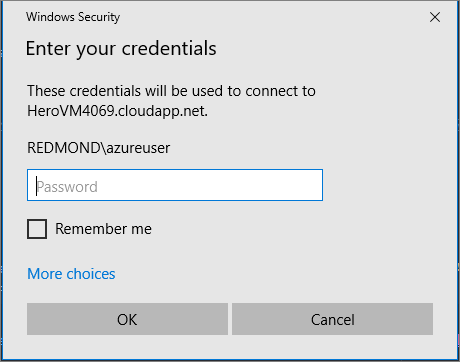 Windows Security
Enter your credentials
These credentials will be used to connect to
HeroVM4069.cloudapp.net.
REDMOND\azureuser
Password
Remember me
More choices
OK
Cancel